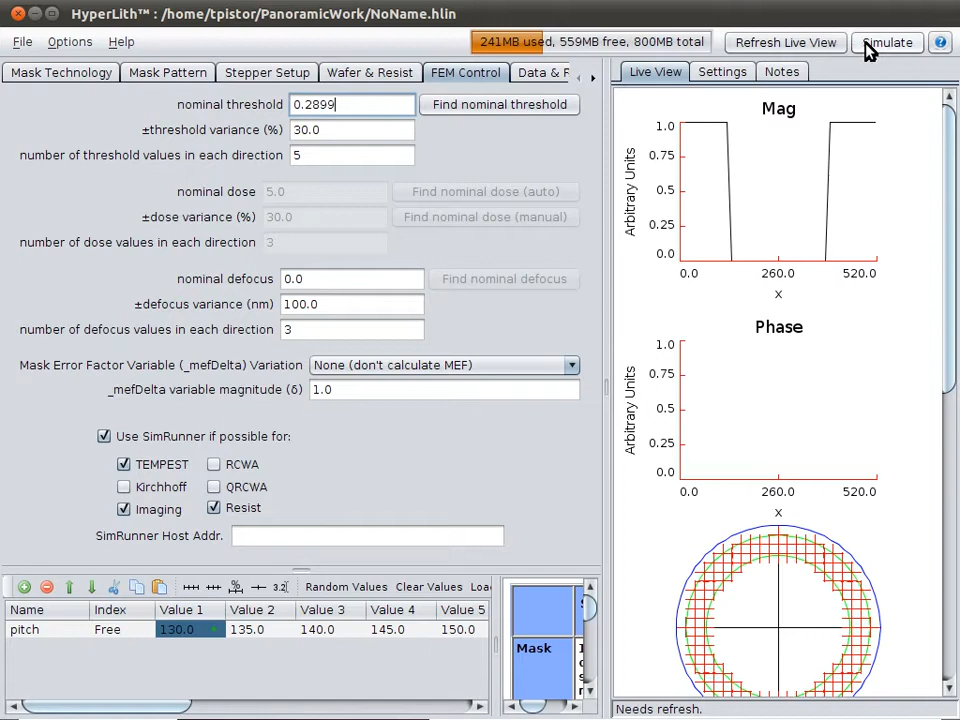 HyperLith™ : /home/tpistor/PanoramicWork/NoName.hlin
File Options Help 241MB used, 559MB free, 800MB total Refresh Live View Simulate ?
Mask Technology Mask Pattern Stepper Setup Wafer & Resist FEM Control Data & F
Live View Settings Notes
nominal threshold 0.2899 Find nominal threshold
±threshold variance (%) 30.0
number of threshold values in each direction 5
nominal dose 5.0 Find nominal dose (auto)
±dose variance (%) 30.0 Find nominal dose (manual)
number of dose values in each direction 3
nominal defocus 0.0 Find nominal defocus
±defocus variance (nm) 100.0
number of defocus values in each direction 3
Mask Error Factor Variable (_mefDelta) Variation None (don't calculate MEF)
_mefDelta variable magnitude (δ) 1.0
Use SimRunner if possible for:
TEMPEST RCWA
Kirchhoff QRCWA
Imaging Resist
SimRunner Host Addr.
Random Values Clear Values Loa
Name Index Value 1 Value 2 Value 3 Value 4 Value 5
pitch Free 130.0 135.0 140.0 145.0 150.0
Mask
Mag
Arbitrary Units
1.0
0.75
0.5
0.25
0.0
0.0 260.0 520.0
x
Phase
Arbitrary Units
1.0
0.75
0.5
0.25
0.0
0.0 260.0 520.0
x
Needs refresh.